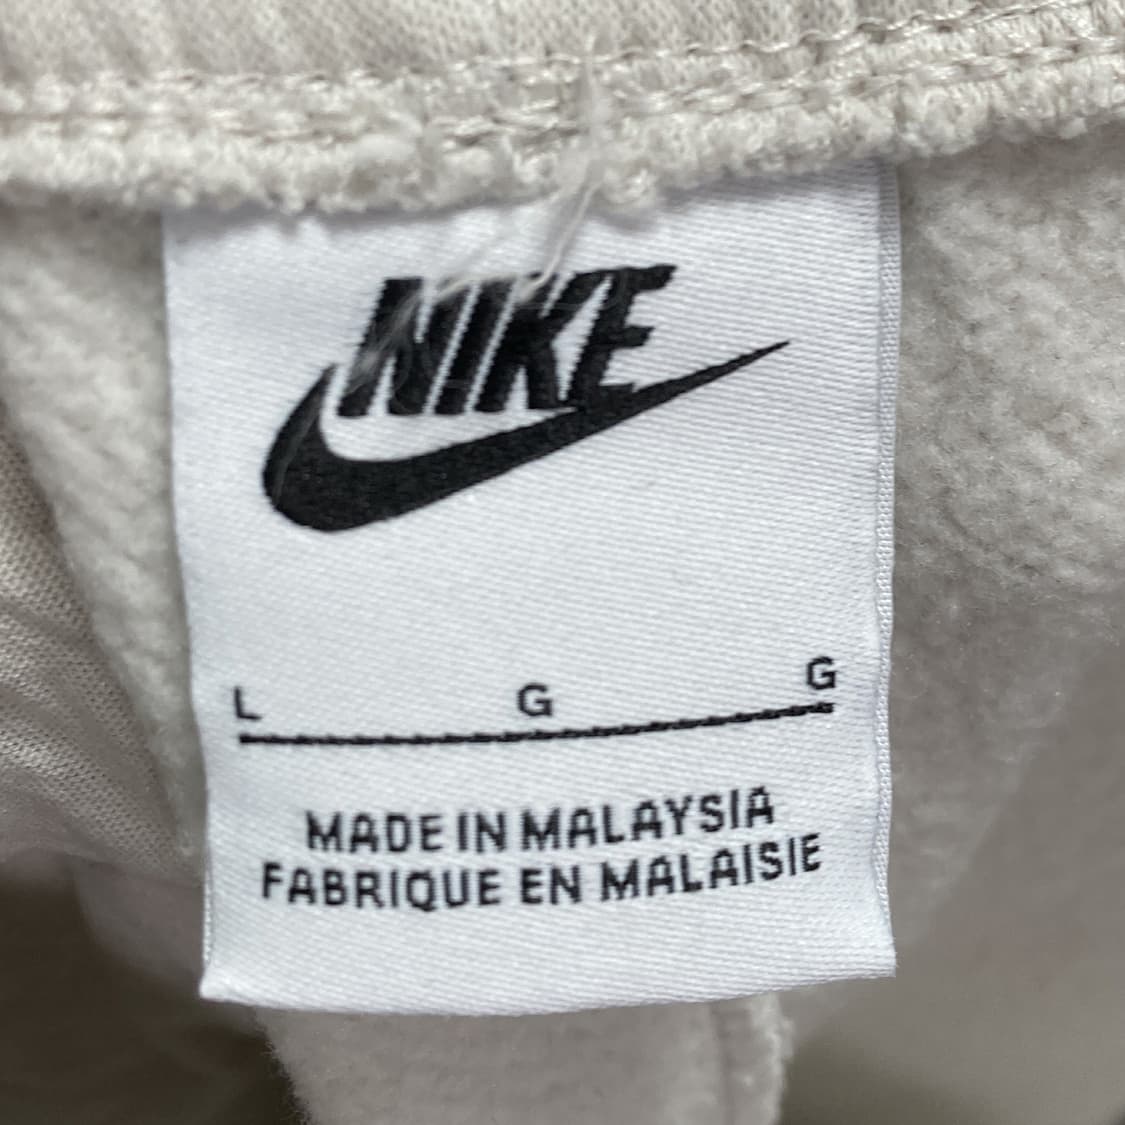 NIKE
L G G
MADE IN MALAYSIA
FABRIQUE EN MALAISIE